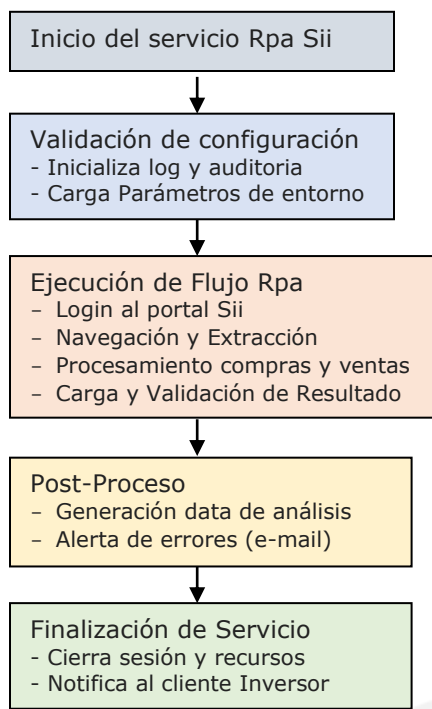 Inicio del servicio Rpa Sii
Validación de configuración
- Inicializa log y auditoria
- Carga Parámetros de entorno
Ejecución de Flujo Rpa
– Login al portal Sii
– Navegación y Extracción
– Procesamiento compras y ventas
– Carga y Validación de Resultado
Post-Proceso
– Generación data de análisis
– Alerta de errores (e-mail)
Finalización de Servicio
- Cierra sesión y recursos
- Notifica al cliente Inversor